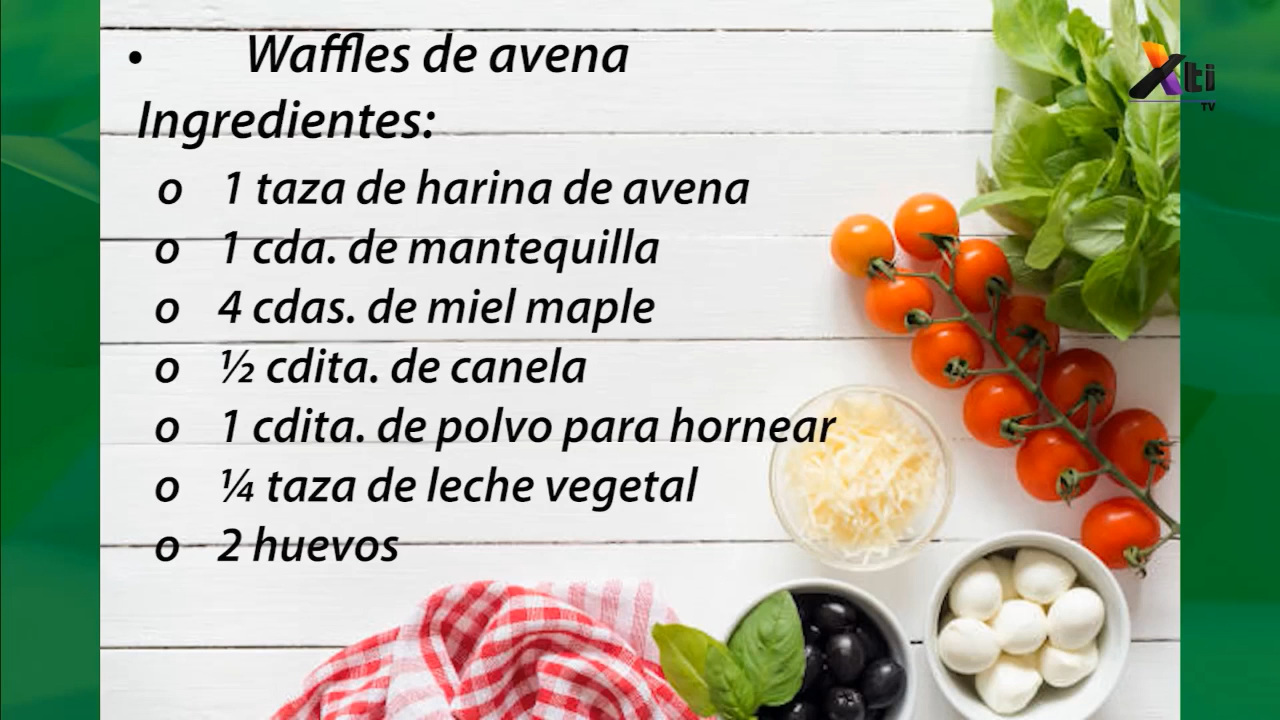 • Waffles de avena
Ingredientes:
o 1 taza de harina de avena
o 1 cda. de mantequilla
o 4 cdas. de miel maple
o ½ cdita. de canela
o 1 cdita. de polvo para hornear
o ¼ taza de leche vegetal
o 2 huevos
Xti
TV